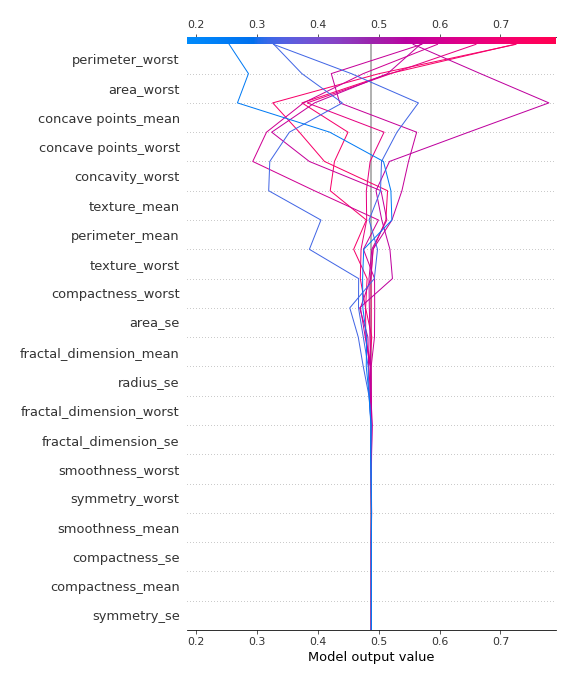 0.2 0.3 0.4 0.5 0.6 0.7
perimeter_worst
area_worst
concave points_mean
concave points_worst
concavity_worst
texture_mean
perimeter_mean
texture_worst
compactness_worst
area_se
fractal_dimension_mean
radius_se
fractal_dimension_worst
fractal_dimension_se
smoothness_worst
symmetry_worst
smoothness_mean
compactness_se
compactness_mean
symmetry_se
0.2 0.3 0.4 0.5 0.6 0.7
Model output value